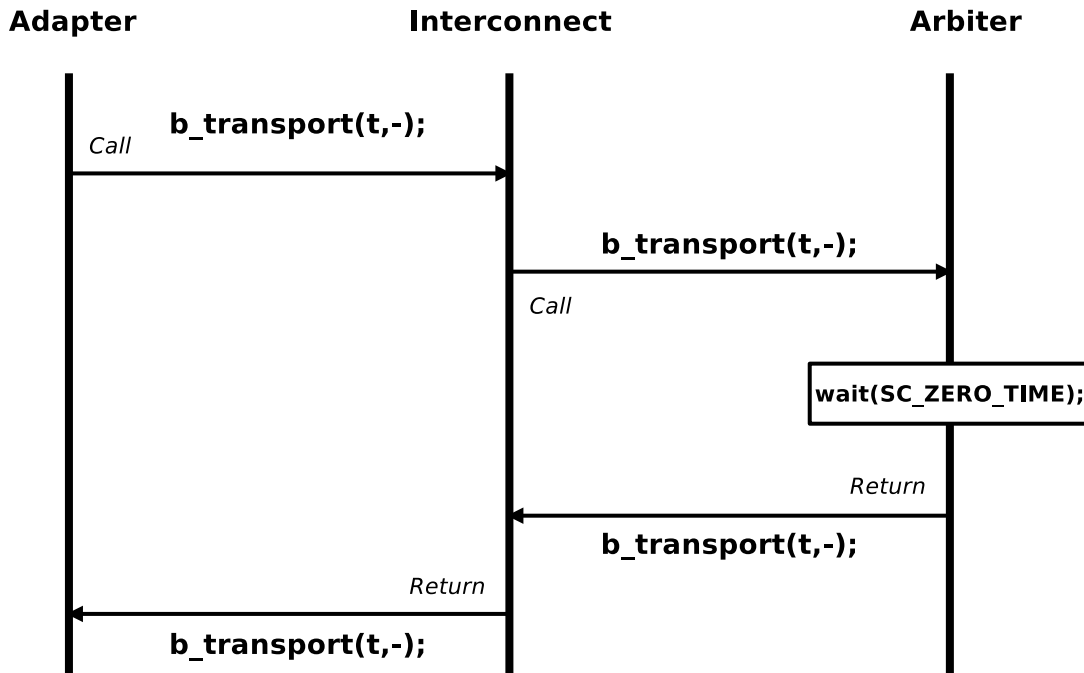 Adapter
Interconnect
Arbiter
b_transport(t,-);
Call
b_transport(t,-);
Call
wait(SC_ZERO_TIME);
Return
b_transport(t,-);
Return
b_transport(t,-);